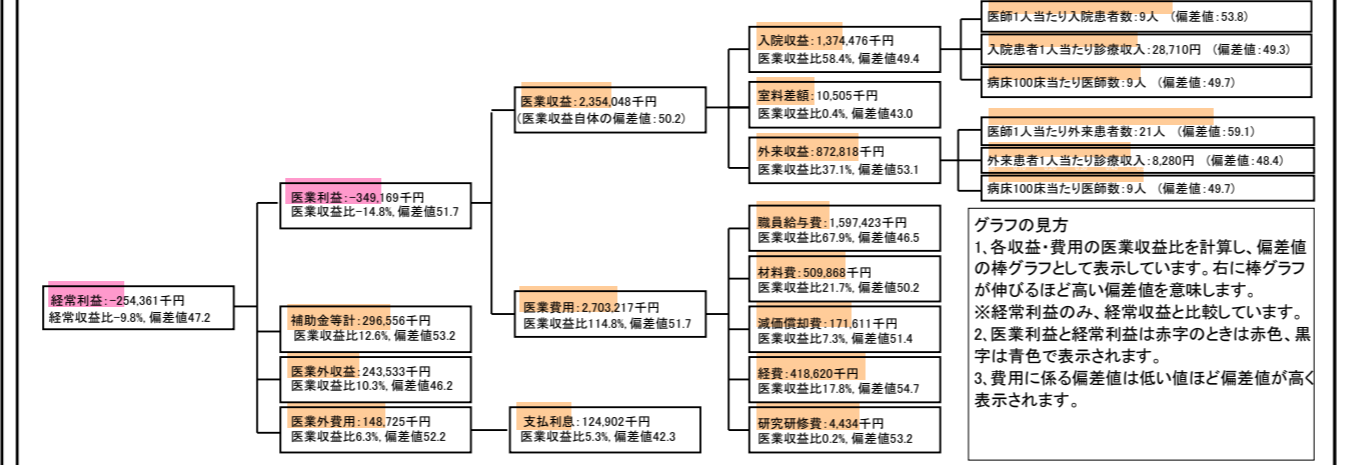 経常利益:-254,361千円
経常収益比-9.8%, 偏差値47.2
医業利益:-349,169千円
医業収益比-14.8%, 偏差値51.7
補助金等計:296,556千円
医業収益比12.6%, 偏差値53.2
医業外収益:243,533千円
医業収益比10.3%, 偏差値46.2
医業外費用:148,725千円
医業収益比6.3%, 偏差値52.2
医業収益:2,354,048千円
(医業収益自体の偏差値:50.2)
医業費用:2,703,217千円
医業収益比114.8%, 偏差値51.7
支払利息:124,902千円
医業収益比5.3%, 偏差値42.3
入院収益:1,374,476千円
医業収益比58.4%, 偏差値49.4
室料差額:10,505千円
医業収益比0.4%, 偏差値43.0
外来収益:872,818千円
医業収益比37.1%, 偏差値53.1
職員給与費:1,597,423千円
医業収益比67.9%, 偏差値46.5
材料費:509,868千円
医業収益比21.7%, 偏差値50.2
減価償却費:171,611千円
医業収益比7.3%, 偏差値51.4
経費:418,620千円
医業収益比17.8%, 偏差値54.7
研究研修費:4,434千円
医業収益比0.2%, 偏差値53.2
医師1人当たり入院患者数:9人 (偏差値:53.8)
入院患者1人当たり診療収入:28,710円 (偏差値:49.3)
病床100床当たり医師数:9人 (偏差値:49.7)
医師1人当たり外来患者数:21人 (偏差値:59.1)
外来患者1人当たり診療収入:8,280円 (偏差値:48.4)
病床100床当たり医師数:9人 (偏差値:49.7)
グラフの見方
1、各収益・費用の医業収益比を計算し、偏差値
の棒グラフとして表示しています。右に棒グラフ
が伸びるほど高い偏差値を意味します。
※経常利益のみ、経常収益と比較しています。
2、医業利益と経常利益は赤字のときは赤色、黒
字は青色で表示されます。
3、費用に係る偏差値は低い値ほど偏差値が高く
表示されます。